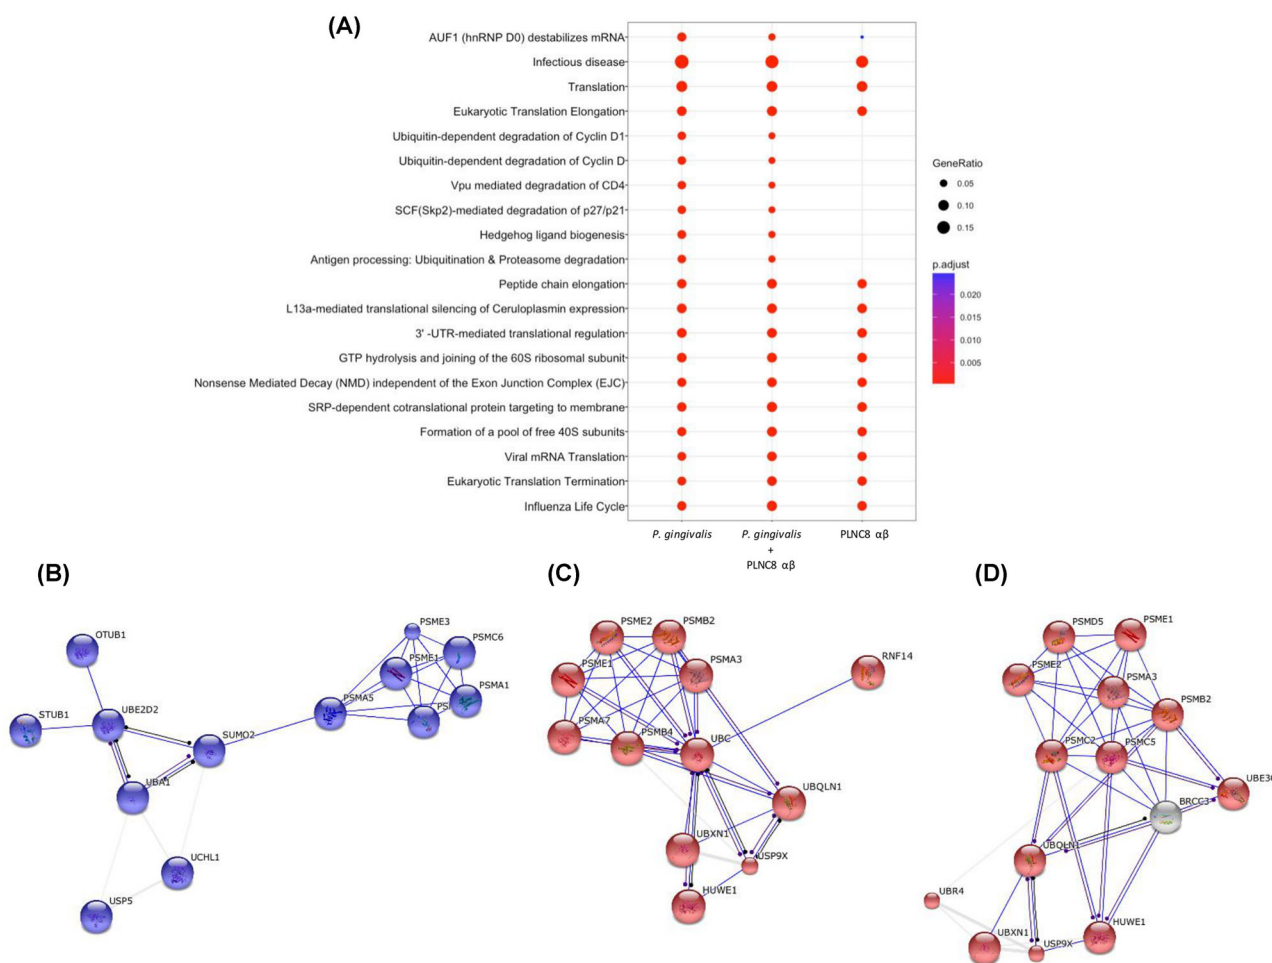 (A)
AUF1 (hnRNP D0) destabilizes mRNA
Infectious disease
Translation
Eukaryotic Translation Elongation
Ubiquitin-dependent degradation of Cyclin D1
Ubiquitin-dependent degradation of Cyclin D
Vpu mediated degradation of CD4
SCF(Skp2)-mediated degradation of p27/p21
Hedgehog ligand biogenesis
Antigen processing: Ubiquitination & Proteasome degradation
Peptide chain elongation
L13a-mediated translational silencing of Ceruloplasmin expression
3' -UTR-mediated translational regulation
GTP hydrolysis and joining of the 60S ribosomal subunit
Nonsense Mediated Decay (NMD) independent of the Exon Junction Complex (EJC)
SRP-dependent cotranslational protein targeting to membrane
Formation of a pool of free 40S subunits
Viral mRNA Translation
Eukaryotic Translation Termination
Influenza Life Cycle
P. gingivalis
P. gingivalis
+
PLNC8 αβ
PLNC8 αβ
GeneRatio
0.05
0.10
0.15
p.adjust
0.020
0.015
0.010
0.005
(B)
OTUB1
STUB1
UBE2D2
SUMO2
UBA1
UCHL1
USP5
PSME3
PSMC6
PSME1
PSMA1
PSMA5
(C)
PSME2
PSMB2
PSME1
PSMA3
RNF14
PSMA7
PSMB4
UBC
UBQLN1
UBXN1
USP9X
HUWE1
(D)
PSMD5
PSME1
PSME2
PSMA3
PSMB2
PSMC2
PSMC5
BRCC3
UBQLN1
UBR4
UBXN1
USP9X
HUWE1